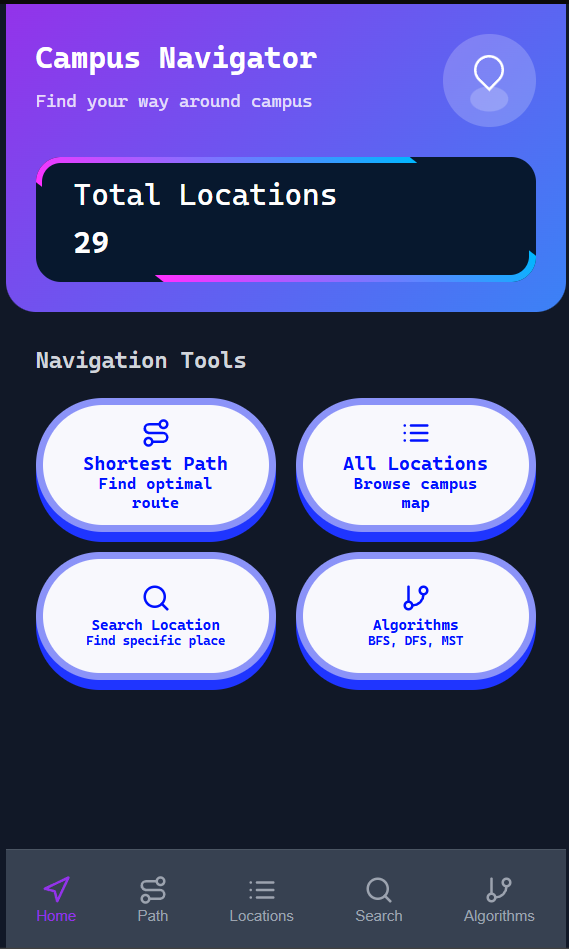 Campus Navigator
Find your way around campus
Total Locations
29
Navigation Tools
Shortest Path
Find optimal
route
All Locations
Browse campus
map
Search Location
Find specific place
Algorithms
BFS, DFS, MST
Home
Path
Locations
Search
Algorithms